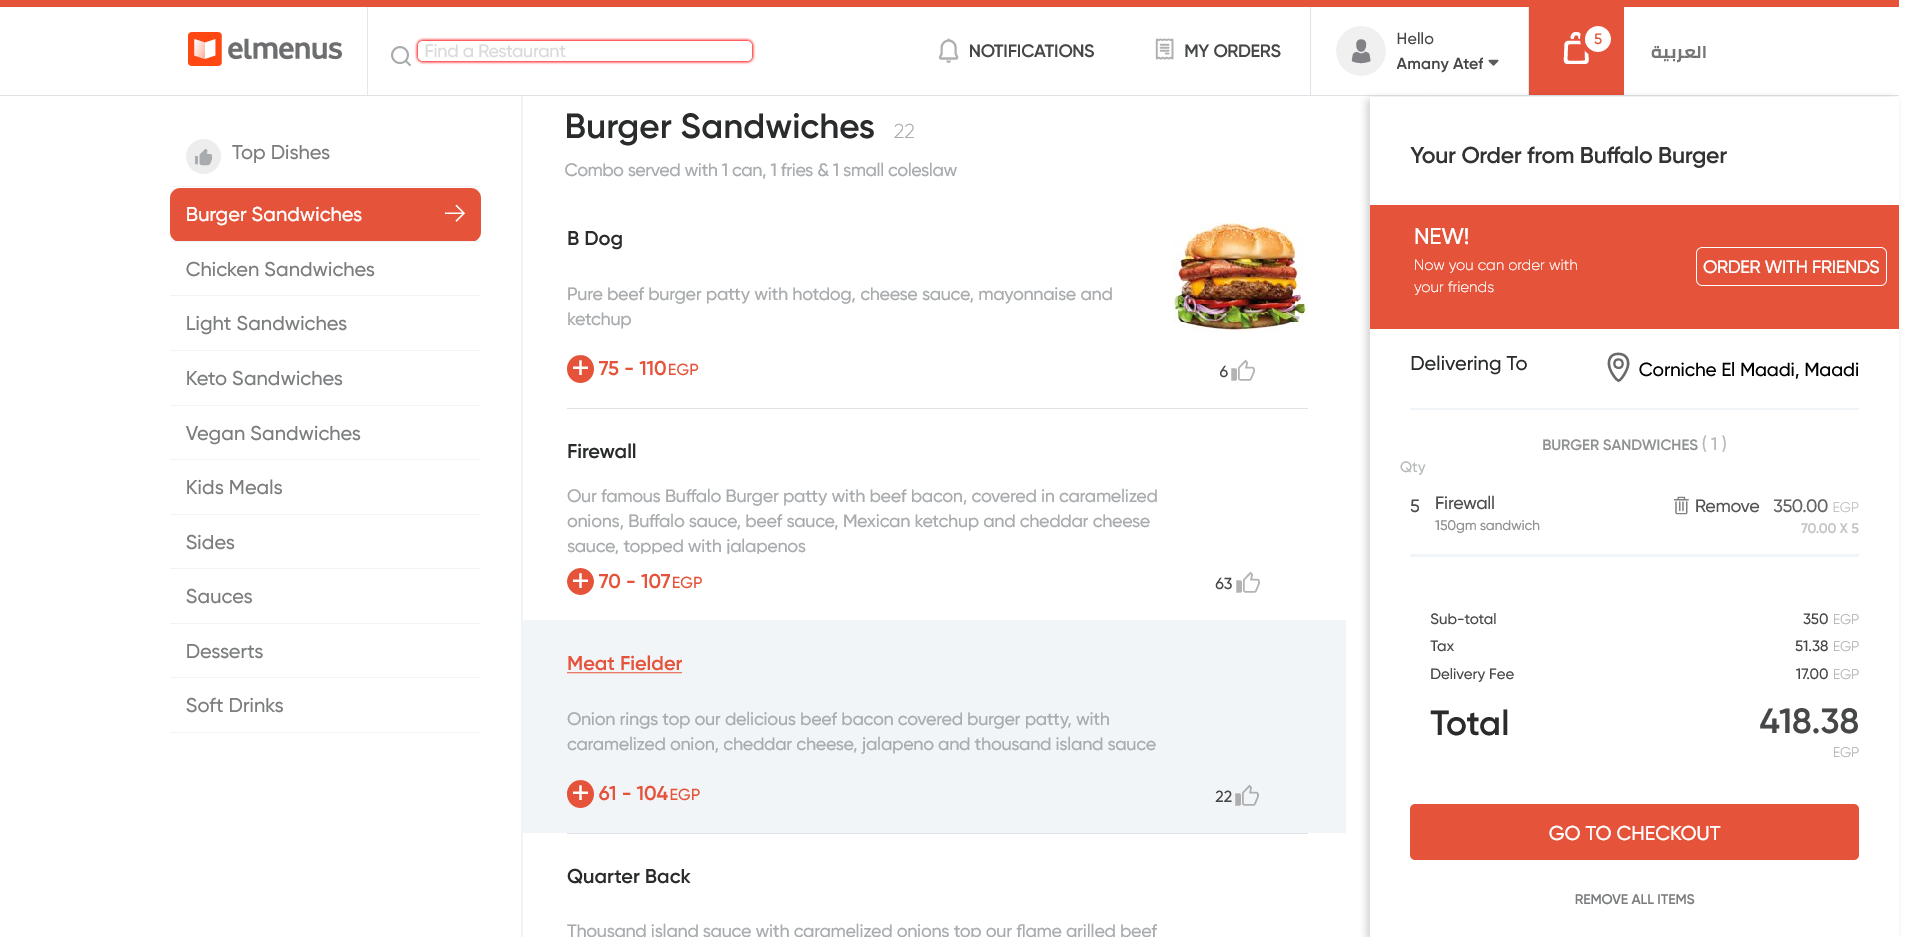 elmenus
Find a Restaurant
NOTIFICATIONS
MY ORDERS
Hello
Amany Atef
5
العربية
Top Dishes
Burger Sandwiches
Chicken Sandwiches
Light Sandwiches
Keto Sandwiches
Vegan Sandwiches
Kids Meals
Sides
Sauces
Desserts
Soft Drinks
Burger Sandwiches 22
Combo served with 1 can, 1 fries & 1 small coleslaw
B Dog
Pure beef burger patty with hotdog, cheese sauce, mayonnaise and
ketchup
75 - 110 EGP
6
Firewall
Our famous Buffalo Burger patty with beef bacon, covered in caramelized
onions, Buffalo sauce, beef sauce, Mexican ketchup and cheddar cheese
sauce, topped with jalapenos
70 - 107 EGP
63
Meat Fielder
Onion rings top our delicious beef bacon covered burger patty, with
caramelized onion, cheddar cheese, jalapeno and thousand island sauce
61 - 104 EGP
22
Quarter Back
Thousand island sauce with caramelized onions top our flame grilled beef
Your Order from Buffalo Burger
NEW!
Now you can order with
your friends
ORDER WITH FRIENDS
Delivering To
Corniche El Maadi, Maadi
BURGER SANDWICHES ( 1 )
Qty
5 Firewall Remove 350.00 EGP
150gm sandwich 70.00 X 5
Sub-total 350 EGP
Tax 51.38 EGP
Delivery Fee 17.00 EGP
Total 418.38
EGP
GO TO CHECKOUT
REMOVE ALL ITEMS